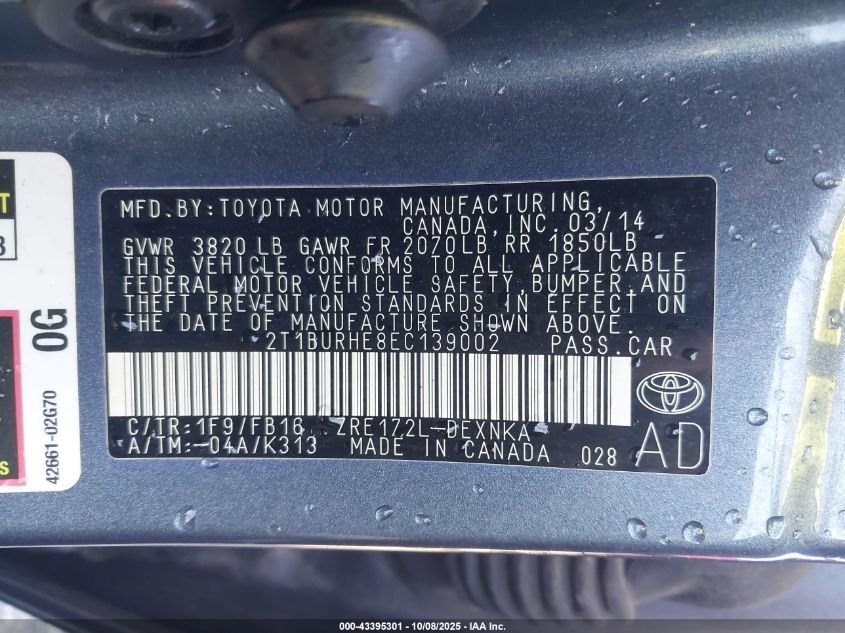 MFD.BY:TOYOTA MOTOR MANUFACTURING,
CANADA,INC.03/14
GVWR 3820 LB GAWR FR 2070LB RR 1850LB
THIS VEHICLE CONFORMS TO ALL APPLICABLE
FEDERAL MOTOR VEHICLE SAFETY,BUMPER,AND
THEFT PREVENTION STANDARDS IN EFFECT ON
THE DATE OF MANUFACTURE SHOWN ABOVE.
2T1BURHE8EC139002 PASS.CAR
C/TR:1F9/FB16 ZRE172L-DEXNKA
A/TM:-04A/K313 MADE IN CANADA 028
AD
0G
42661-02G70
000-43395301 - 10/08/2025 - IAA Inc.